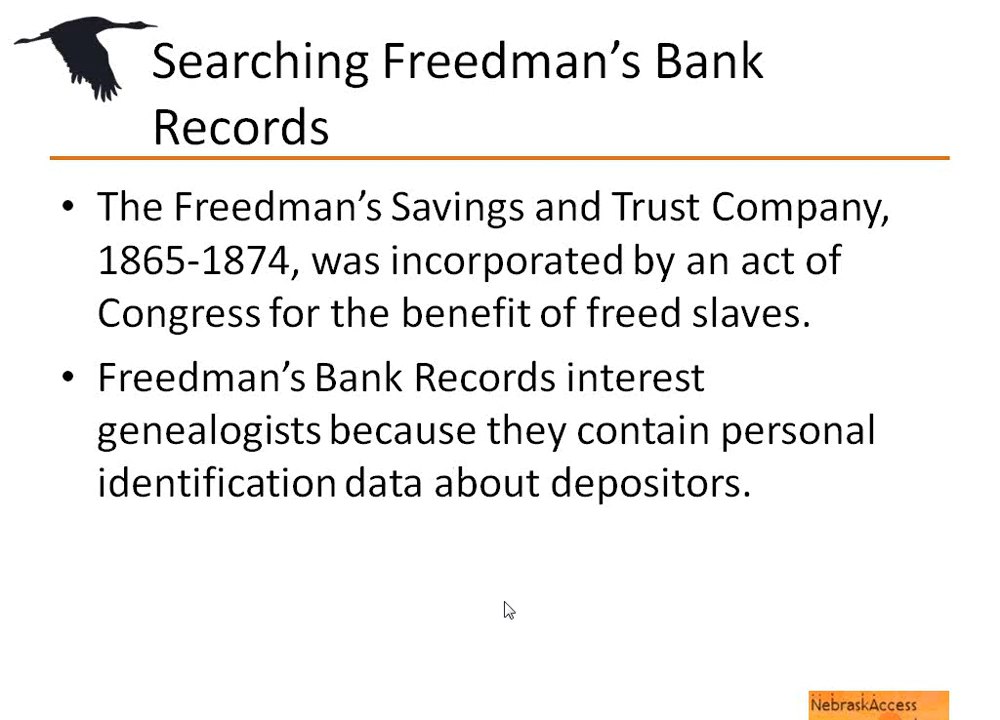 Searching Freedman’s Bank
Records
• The Freedman’s Savings and Trust Company,
1865-1874, was incorporated by an act of
Congress for the benefit of freed slaves.
• Freedman’s Bank Records interest
genealogists because they contain personal
identification data about depositors.
NebraskAccess